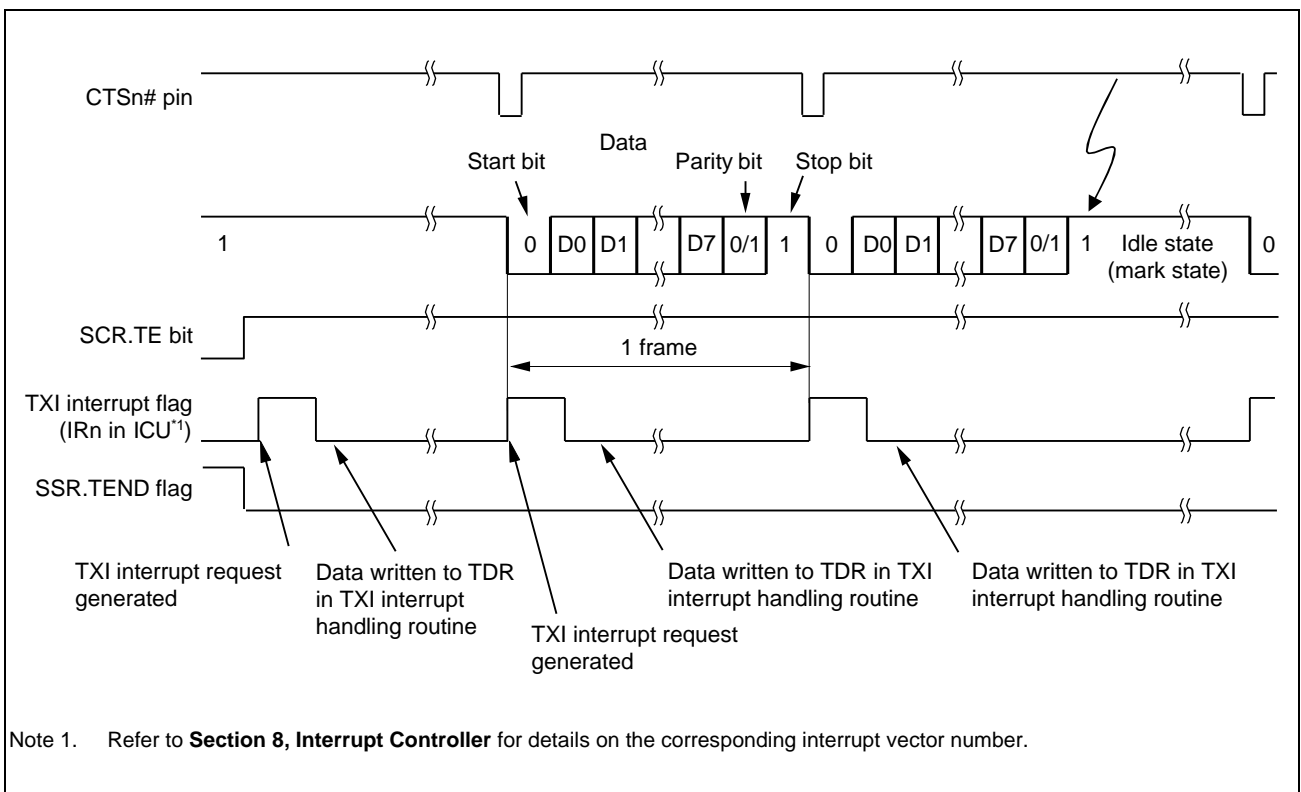 CTSn# pin
Data
Start bit
Parity bit
Stop bit
1
0 D0 D1 D7 0/1 1 0 D0 D1 D7 0/1 1 Idle state (mark state) 0
SCR.TE bit
1 frame
TXI interrupt flag
(IRn in ICU*1)
SSR.TEND flag
TXI interrupt request
generated
Data written to TDR
in TXI interrupt
handling routine
TXI interrupt request
generated
Data written to TDR in TXI
interrupt handling routine
Data written to TDR in TXI
interrupt handling routine
Note 1. Refer to Section 8, Interrupt Controller for details on the corresponding interrupt vector number.